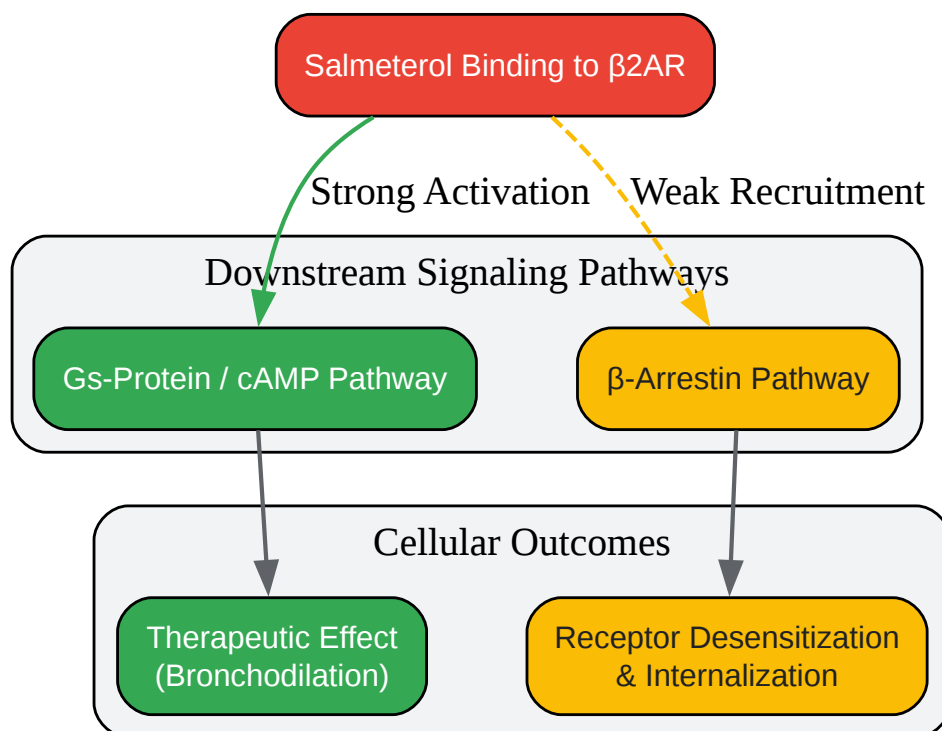 Salmeterol Binding to β2AR
Strong Activation
Weak Recruitment
Downstream Signaling Pathways
Gs-Protein / cAMP Pathway
β-Arrestin Pathway
Cellular Outcomes
Therapeutic Effect
(Bronchodilation)
Receptor Desensitization
& Internalization